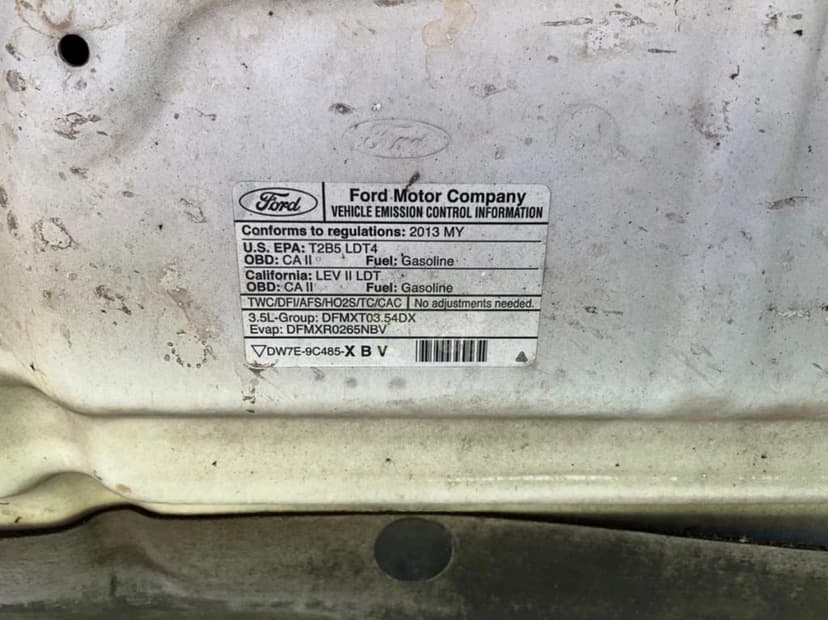 Ford
Ford
Ford Motor Company
VEHICLE EMISSION CONTROL INFORMATION
Conforms to regulations: 2013 MY
U.S. EPA: T2B5 LDT4
OBD: CA II Fuel: Gasoline
California: LEV II LDT
OBD: CA II Fuel: Gasoline
TWC/DFI/AFS/HO2S/TC/CAC No adjustments needed.
3.5L-Group: DFMXT03.54DX
Evap: DFMXR0265NBV
DW7E-9C485-X B V